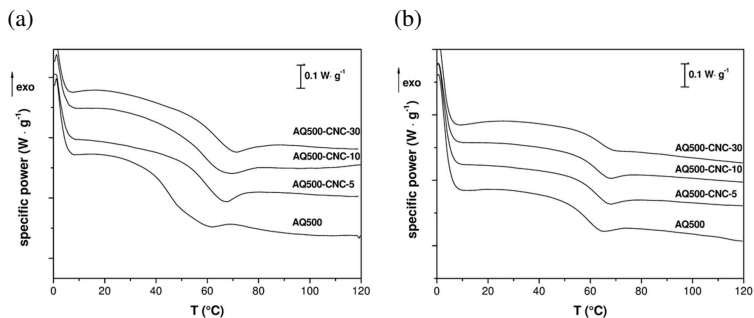 (a)
exo
0.1 W · g⁻¹
AQ500-CNC-30
AQ500-CNC-10
AQ500-CNC-5
AQ500
specific power (W · g⁻¹)
0 20 40 60 80 100 120
T (°C)
(b)
exo
0.1 W · g⁻¹
AQ500-CNC-30
AQ500-CNC-10
AQ500-CNC-5
AQ500
specific power (W · g⁻¹)
0 20 40 60 80 100 120
T (°C)